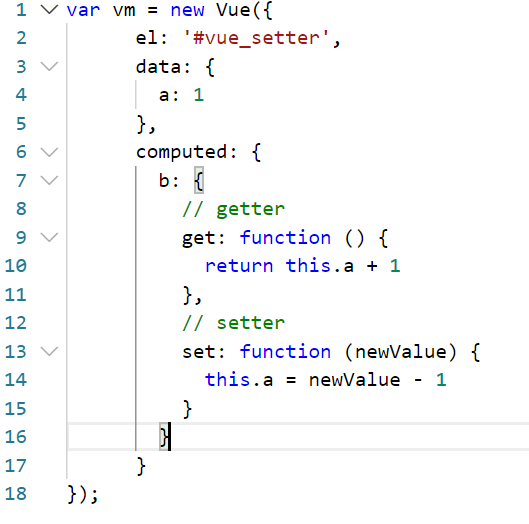 1 var vm = new Vue({
2 el: '#vue_setter',
3 data: {
4 a: 1
5 },
6 computed: {
7 b: {
8 // getter
9 get: function () {
10 return this.a + 1
11 },
12 // setter
13 set: function (newValue) {
14 this.a = newValue - 1
15 }
16 }
17 }
18 });